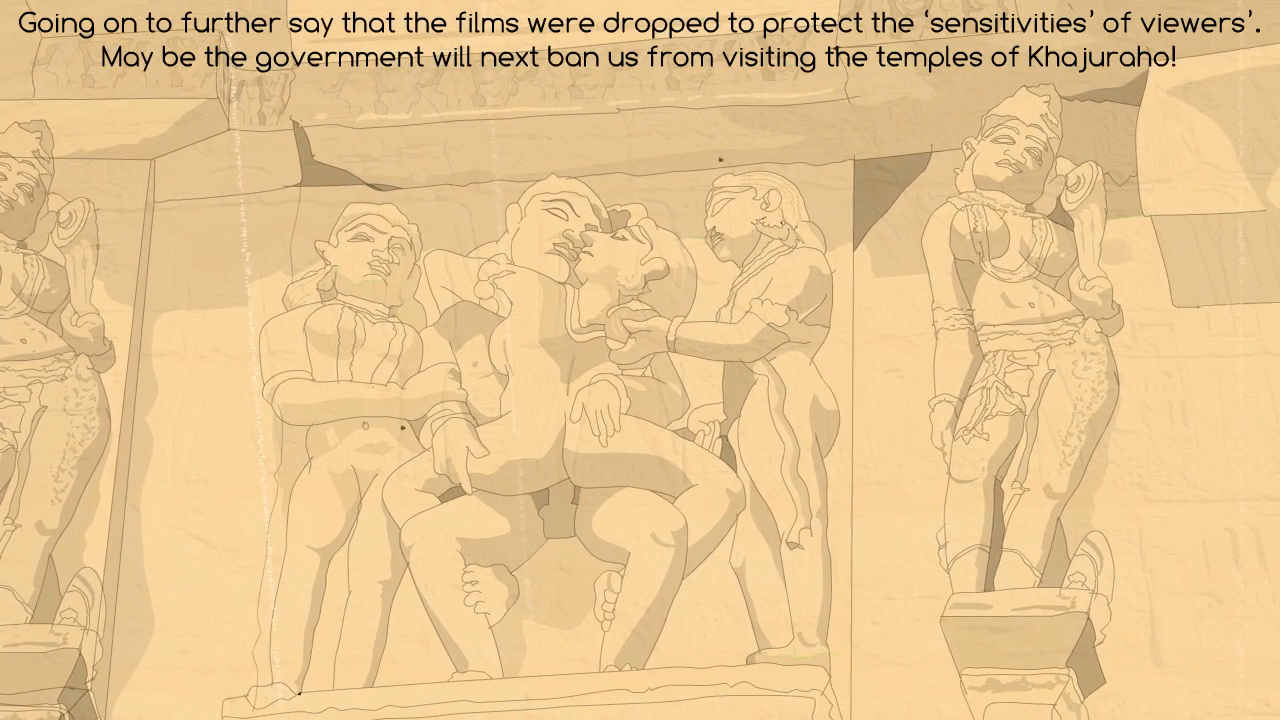 Going on to further say that the films were dropped to protect the ‘sensitivities’ of viewers’.
May be the government will next ban us from visiting the temples of Khajuraho!